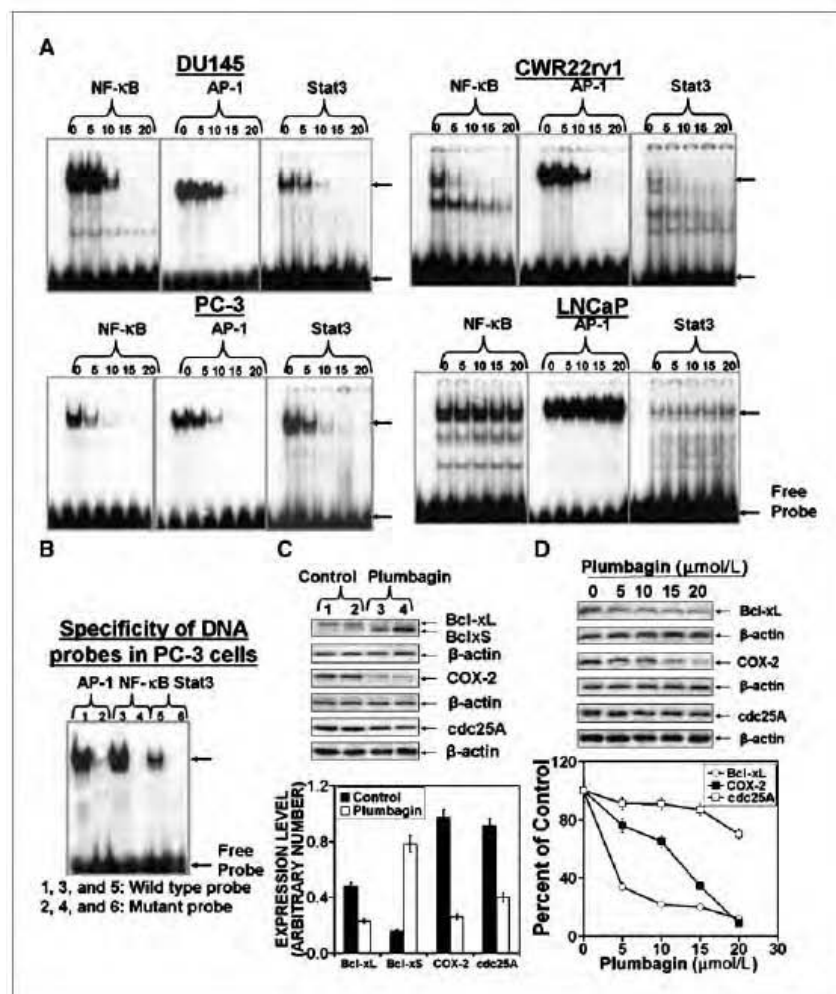 A
DU145
NF-κB AP-1 Stat3
0 5 10 15 20 0 5 10 15 20 0 5 10 15 20
CWR22rv1
NF-κB AP-1 Stat3
0 5 10 15 20 0 5 10 15 20 0 5 10 15 20
PC-3
NF-κB AP-1 Stat3
0 5 10 15 20 0 5 10 15 20 0 5 10 15 20
LNCaP
NF-κB AP-1 Stat3
0 5 10 15 20 0 5 10 15 20 0 5 10 15 20
Free
Probe
B
Specificity of DNA
probes in PC-3 cells
AP-1 NF-κB Stat3
1 2 3 4 5 6
Free
Probe
1, 3, and 5: Wild type probe
2, 4, and 6: Mutant probe
C
Control Plumbagin
1 2 3 4
Bcl-xL
BclxS
β-actin
COX-2
β-actin
cdc25A
β-actin
EXPRESSION LEVEL
(ARBITRARY NUMBER)
1.2
0.8
0.4
0.0
Control
Plumbagin
Bcl-xL Bcl-xS COX-2 cdc25A
D
Plumbagin (μmol/L)
0 5 10 15 20
Bcl-xL
β-actin
COX-2
β-actin
cdc25A
β-actin
Percent of Control
120
80
40
0
Bcl-xL
COX-2
cdc25A
0 5 10 15 20 30
Plumbagin (μmol/L)